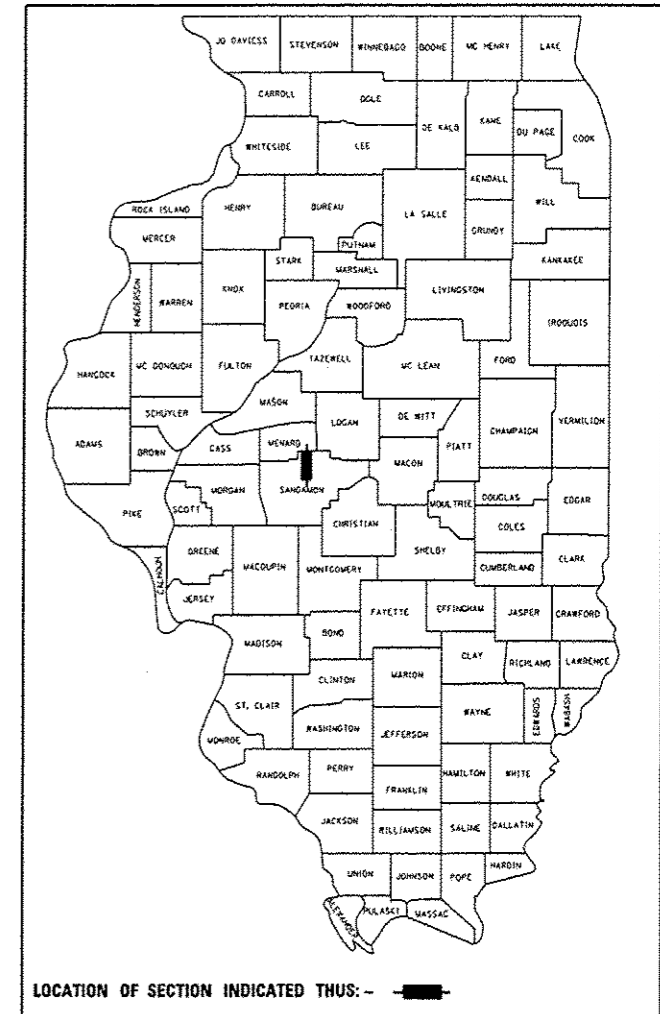 JO DAVIESS STEVENSON WINNEBAGO BOONE MC HENRY LAKE
CARROLL OGLE DE KALB KANE DU PAGE COOK
WHITESIDE LEE
KENDALL WILL
ROCK ISLAND HENRY BUREAU LA SALLE GRUNDY
MERCER PUTNAM
STARK MARSHALL KANKAKEE
HENDERSON WARREN KNOX PEORIA WOODFORD LIVINGSTON IROQUOIS
HANCOCK MC DONOUGH FULTON TAZEWELL MC LEAN FORD
MASON
SCHUYLER LOGAN DE WITT CHAMPAIGN VERMILION
ADAMS BROWN CASS MENARD PIATT
MACON
MORGAN SANGAMON MOULTRIE DOUGLAS EDGAR
PIKE SCOTT CHRISTIAN COLES
GREENE MACOUPIN MONTGOMERY SHELBY CUMBERLAND CLARK
CALHOUN JERSEY FAYETTE EFFINGHAM JASPER CRAWFORD
MADISON BOND
CLAY RICHLAND LAWRENCE
CLINTON MARION
ST. CLAIR WAYNE EDWARDS WABASH
WASHINGTON JEFFERSON
MONROE
RANDOLPH PERRY HAMILTON WHITE
FRANKLIN
JACKSON WILLIAMSON SALINE GALLATIN
UNION JOHNSON POPE HARDIN
ALEXANDER PULASKI MASSAC
LOCATION OF SECTION INDICATED THUS: -